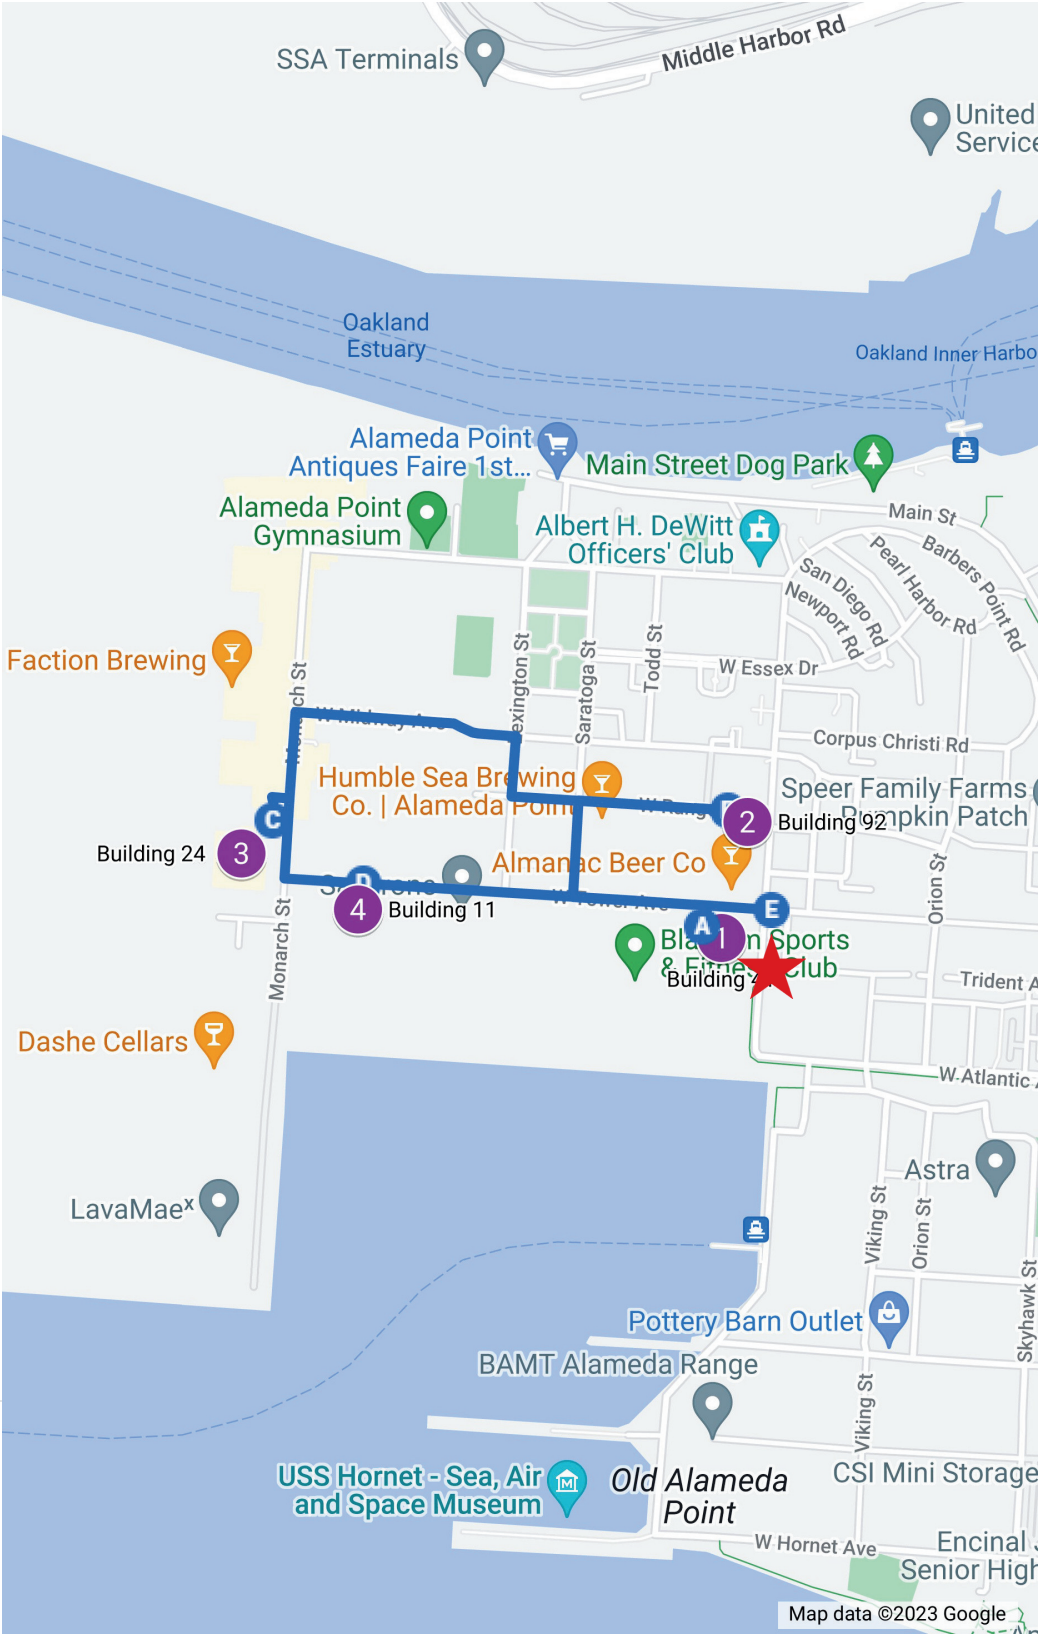 Middle Harbor Rd
SSA Terminals
United
Service
Oakland
Estuary
Oakland Inner Harbo
Alameda Point
Antiques Faire 1st...
Main Street Dog Park
Alameda Point
Gymnasium
Main St
Albert H. DeWitt
Officers' Club
Barbers Point Rd
Pearl Harbor Rd
San Diego Rd
Newport Rd
Faction Brewing
Todd St
Saratoga St
W Essex Dr
Corpus Christi Rd
Humble Sea Brewing
Co. | Alameda Point
Speer Family Farms
Pumpkin Patch
C
2
Building 92
Building 24
3
Almanac Beer Co
D
4
Building 11
W Tower Ave
E
Orion St
A
1
Sports
& Fitness Club
Building
Monarch St
Trident A
Dashe Cellars
W Atlantic
Astra
LavaMaeˣ
Viking St
Orion St
Skyhawk St
Pottery Barn Outlet
BAMT Alameda Range
Viking St
USS Hornet - Sea, Air
and Space Museum
M
Old Alameda
Point
CSI Mini Storage
W Hornet Ave
Encinal
Senior High
Map data ©2023 Google